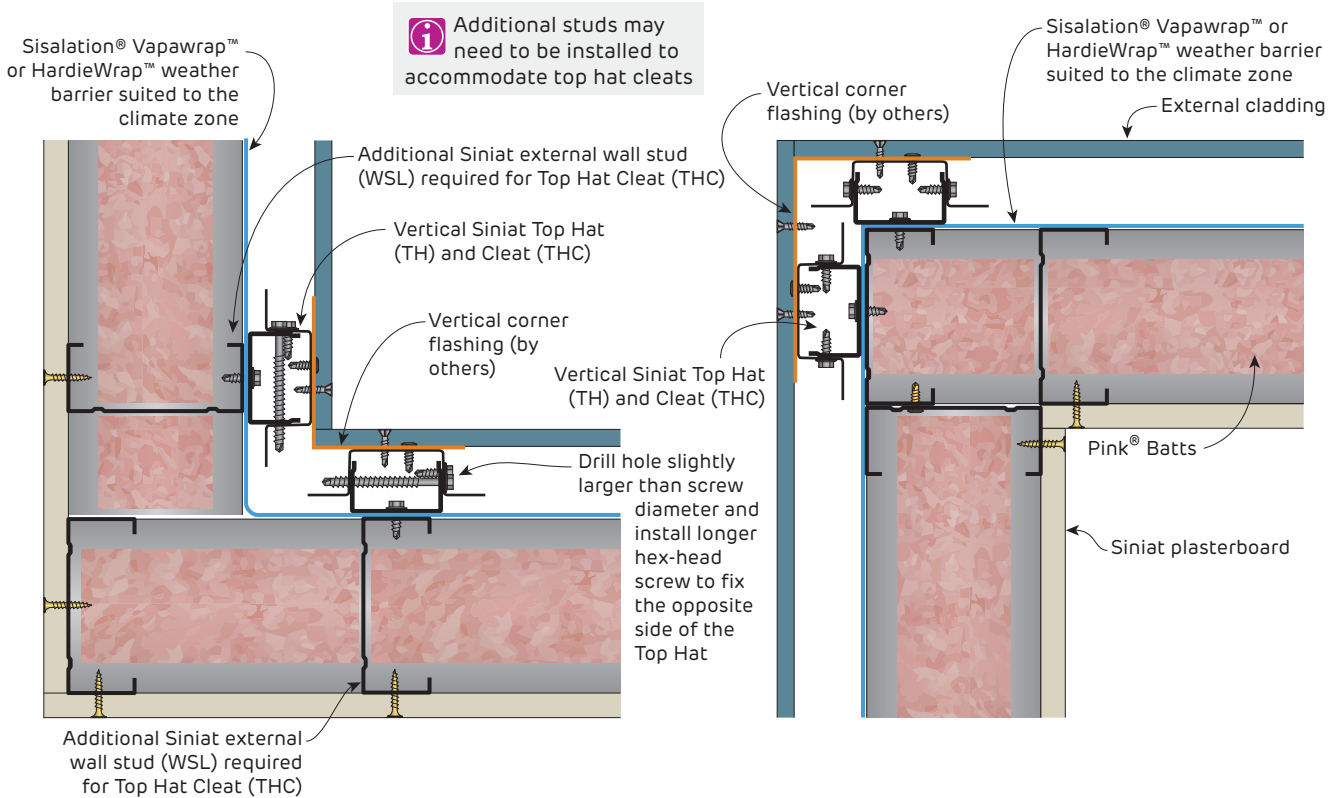 Additional studs may
need to be installed to
accommodate top hat cleats
Sisalation® Vapawrap™
or HardieWrap™ weather
barrier suited to the
climate zone
Additional Siniat external wall stud
(WSL) required for Top Hat Cleat (THC)
Vertical Siniat Top Hat
(TH) and Cleat (THC)
Vertical corner
flashing (by
others)
Drill hole slightly
larger than screw
diameter and
install longer
hex-head
screw to fix
the opposite
side of the
Top Hat
Additional Siniat external
wall stud (WSL) required
for Top Hat Cleat (THC)
Sisalation® Vapawrap™ or
HardieWrap™ weather barrier
suited to the climate zone
Vertical corner
flashing (by others)
External cladding
Vertical Siniat Top Hat
(TH) and Cleat (THC)
Pink® Batts
Siniat plasterboard